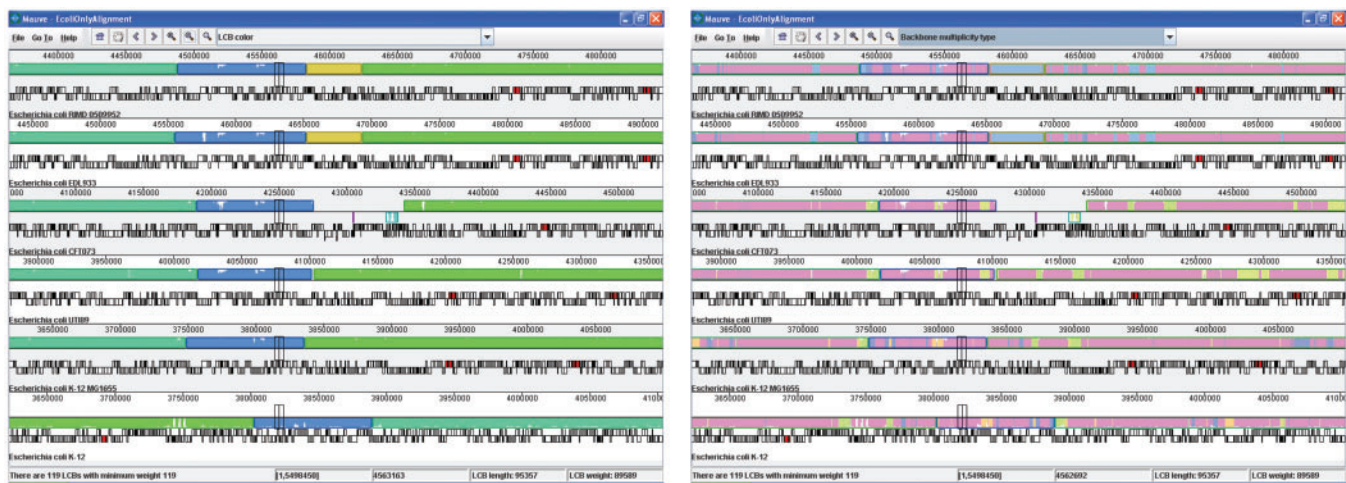 Mauve - EcoliOnlyAlignment
File Go To Help LCB color
4400000 4450000 4500000 4550000 4600000 4650000 4700000 4750000 4800000
Escherichia coli RIMD 0509952
4450000 4500000 4550000 4600000 4650000 4700000 4750000 4800000 4850000 4900000
Escherichia coli EDL933
000 4100000 4150000 4200000 4250000 4300000 4350000 4400000 4450000 4500000
Escherichia coli CFT073
3900000 3950000 4000000 4050000 4100000 4150000 4200000 4250000 4300000 4350000
Escherichia coli UTI89
3650000 3700000 3750000 3800000 3850000 3900000 3950000 4000000 4050000
Escherichia coli K-12 MG1655
3650000 3700000 3750000 3800000 3850000 3900000 3950000 4000000 4050000 4100
Escherichia coli K-12
There are 119 LCBs with minimum weight 119 [1,5498450] 4563163 LCB length: 95357 LCB weight: 89589
Mauve - EcoliOnlyAlignment
File Go To Help Backbone multiplicity type
4400000 4450000 4500000 4550000 4600000 4650000 4700000 4750000 4800000
Escherichia coli RIMD 0509952
4450000 4500000 4550000 4600000 4650000 4700000 4750000 4800000 4850000 4900000
Escherichia coli EDL933
000 4100000 4150000 4200000 4250000 4300000 4350000 4400000 4450000 4500000
Escherichia coli CFT073
3900000 3950000 4000000 4050000 4100000 4150000 4200000 4250000 4300000 4350000
Escherichia coli UTI89
3650000 3700000 3750000 3800000 3850000 3900000 3950000 4000000 4050000
Escherichia coli K-12 MG1655
3650000 3700000 3750000 3800000 3850000 3900000 3950000 4000000 4050000 4100
Escherichia coli K-12
There are 119 LCBs with minimum weight 119 [1,5498450] 4562692 LCB length: 95357 LCB weight: 89589